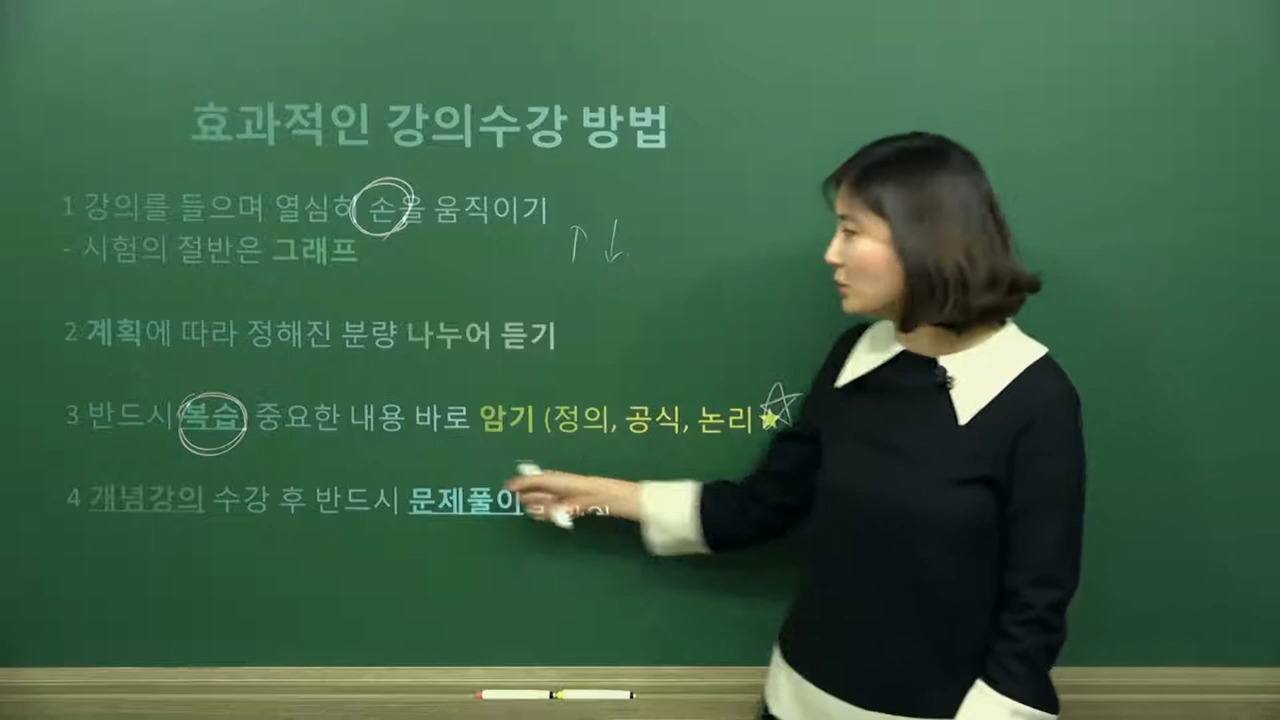 효과적인 강의수강 방법
1 강의를 들으며 열심히 손을 움직이기
- 시험의 절반은 그래프
2 계획에 따라 정해진 분량 나누어 듣기
3 반드시 복습, 중요한 내용 바로 암기 (정의, 공식, 논리★
4 개념강의 수강 후 반드시 문제풀이